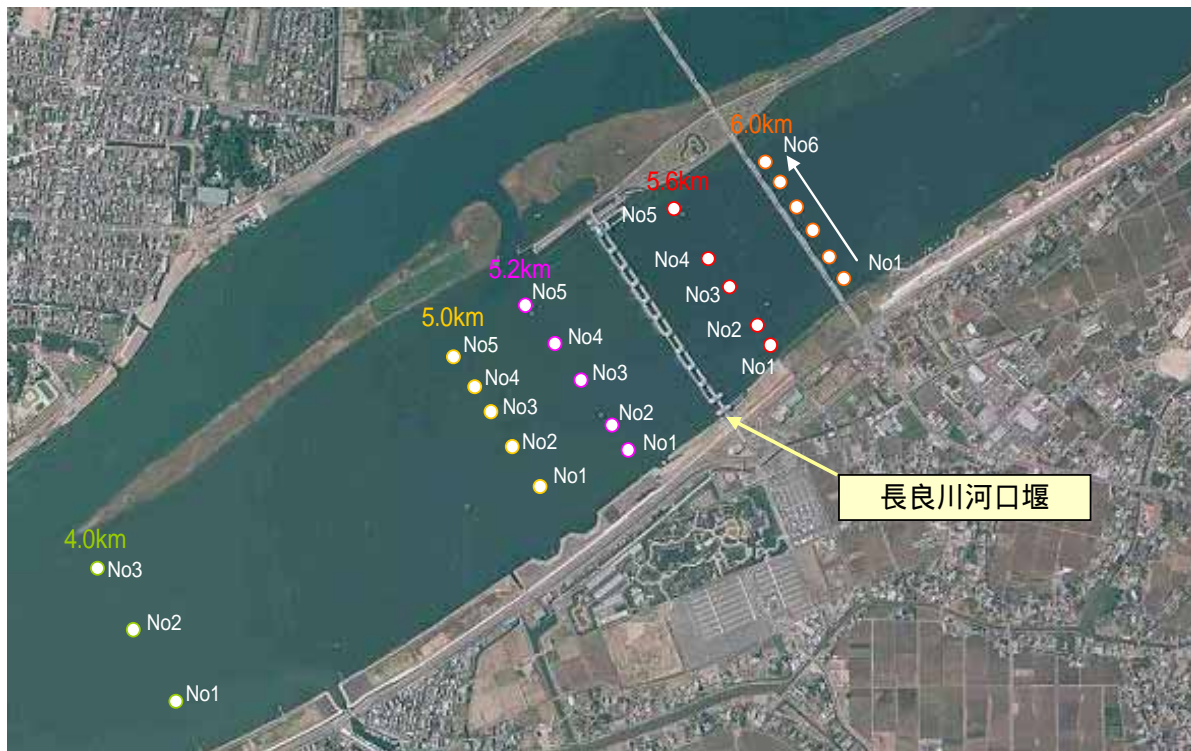 6.0km
No6
No1
5.6km
No5
No4
No3
No2
No1
5.2km
No5
No4
No3
No2
No1
5.0km
No5
No4
No3
No2
No1
4.0km
No3
No2
No1
長良川河口堰